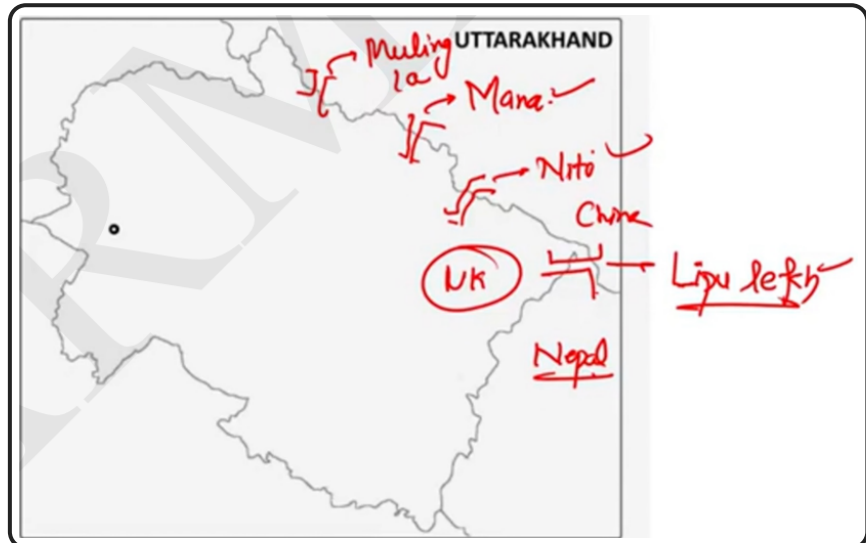 UTTARAKHAND
Muling
la
Mana
Niti
China
UK
Lipu lekh
Nepal